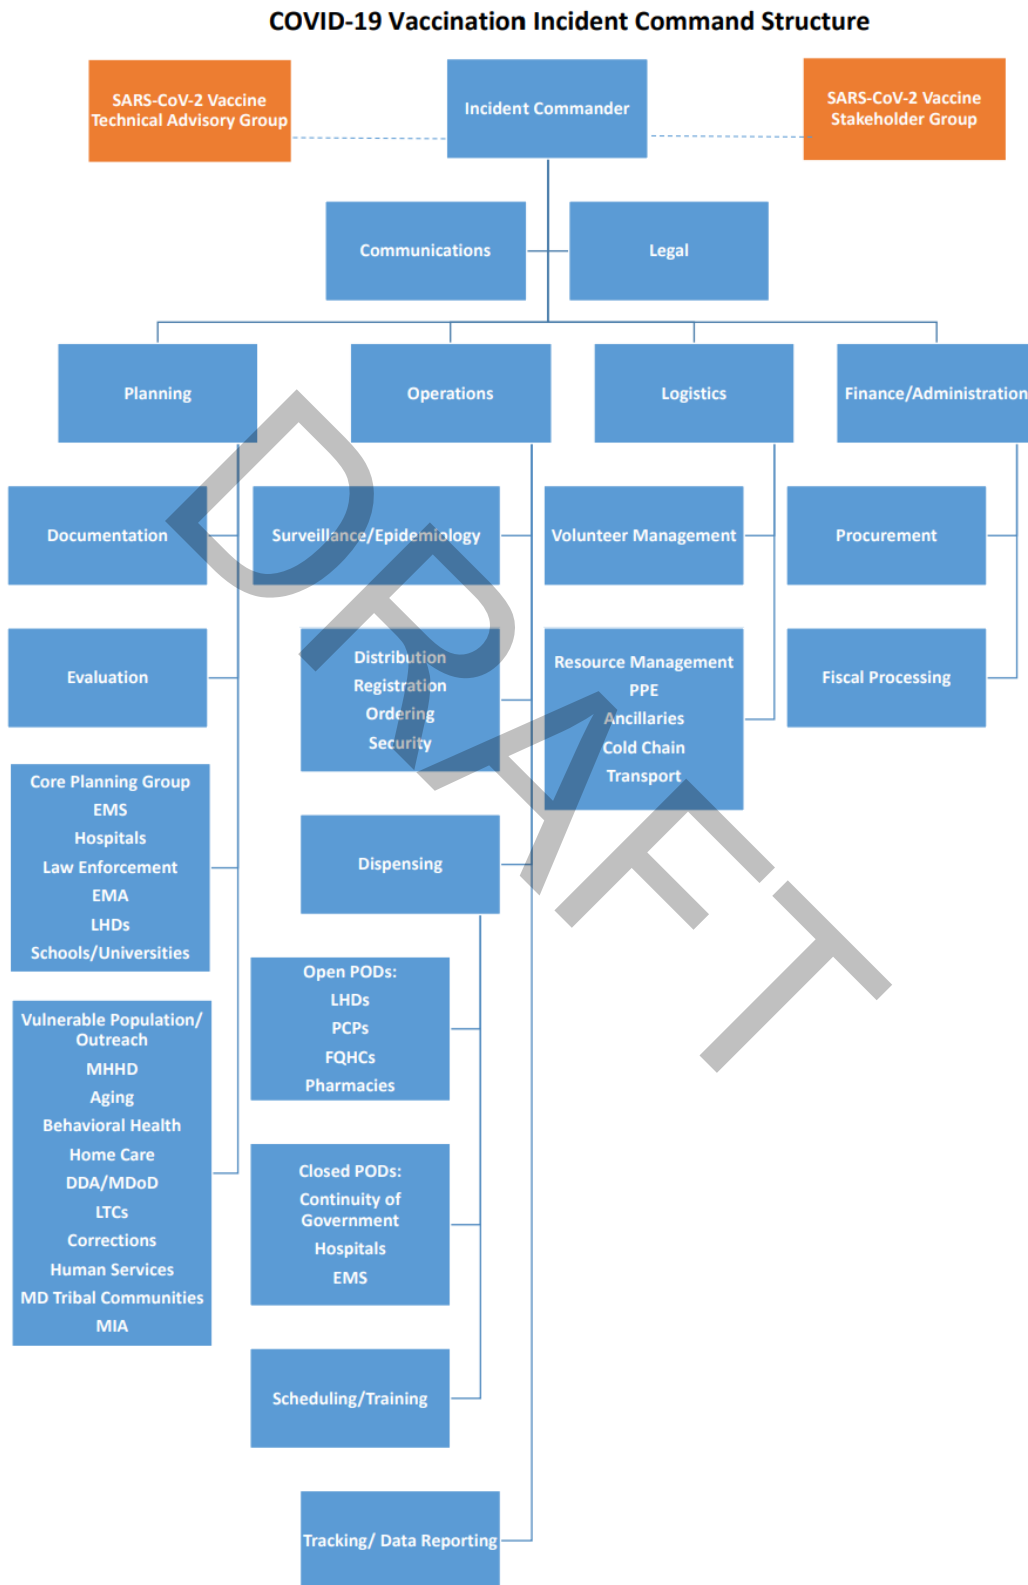 COVID-19 Vaccination Incident Command Structure
SARS-CoV-2 Vaccine
Technical Advisory Group
Incident Commander
SARS-CoV-2 Vaccine
Stakeholder Group
Communications
Legal
Planning
Operations
Logistics
Finance/Administration
Documentation
Surveillance/Epidemiology
Volunteer Management
Procurement
Evaluation
Distribution
Registration
Ordering
Security
Resource Management
PPE
Ancillaries
Cold Chain
Transport
Fiscal Processing
Core Planning Group
EMS
Hospitals
Law Enforcement
EMA
LHDs
Schools/Universities
Dispensing
Vulnerable Population/
Outreach
MHHD
Aging
Behavioral Health
Home Care
DDA/MDoD
LTCs
Corrections
Human Services
MD Tribal Communities
MIA
Open PODs:
LHDs
PCPs
FQHCs
Pharmacies
Closed PODs:
Continuity of
Government
Hospitals
EMS
Scheduling/Training
Tracking/ Data Reporting
DRAFT